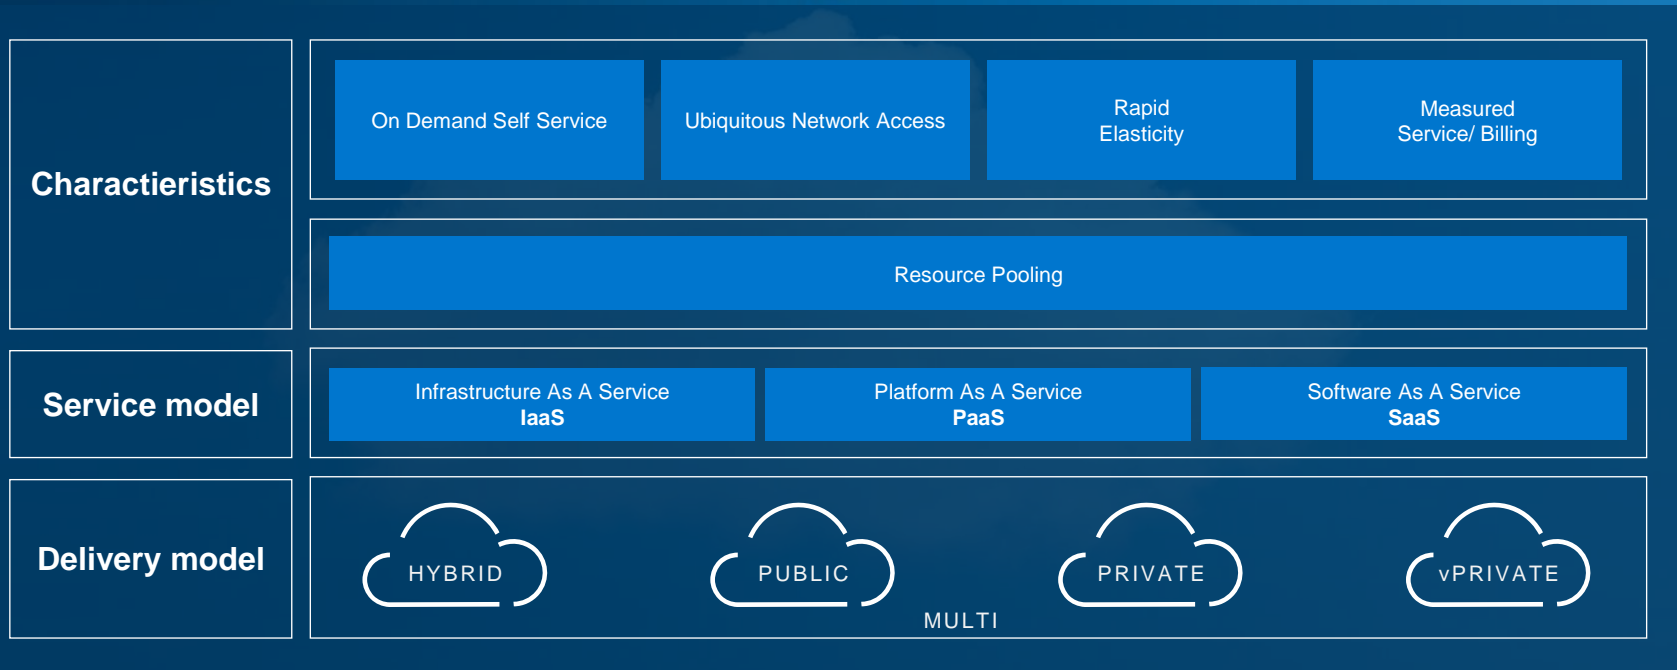 On Demand Self Service
Ubiquitous Network Access
Rapid
Elasticity
Measured
Service/ Billing
Charactieristics
Resource Pooling
Service model
Infrastructure As A Service
IaaS
Platform As A Service
PaaS
Software As A Service
SaaS
Delivery model
HYBRID
PUBLIC
PRIVATE
vPRIVATE
MULTI